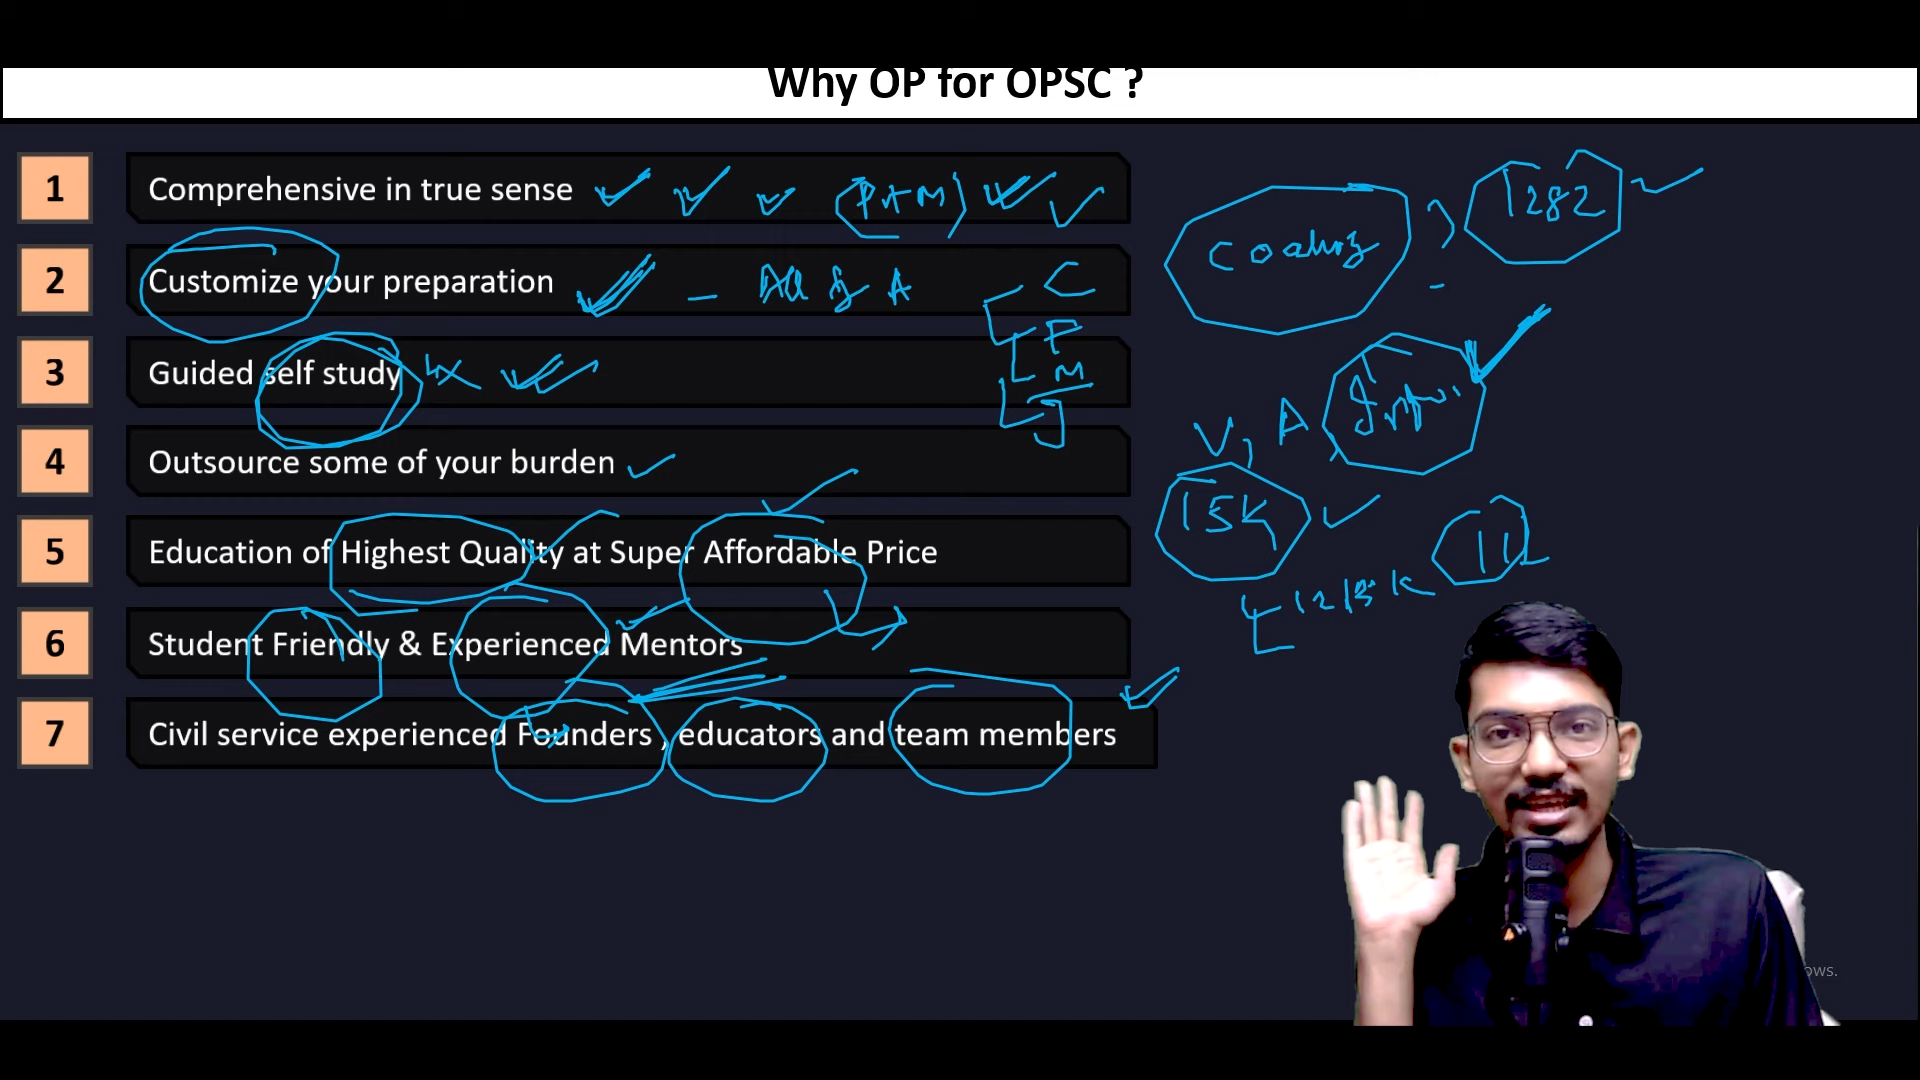 Why OP for OPSC ?
1 Comprehensive in true sense (Pr+M)
2 Customize your preparation
3 Guided self study
4 Outsource some of your burden
5 Education of Highest Quality at Super Affordable Price
6 Student Friendly & Experienced Mentors
7 Civil service experienced Founders , educators and team members
C
F
M
J
1282
V, A,
15K
ows.